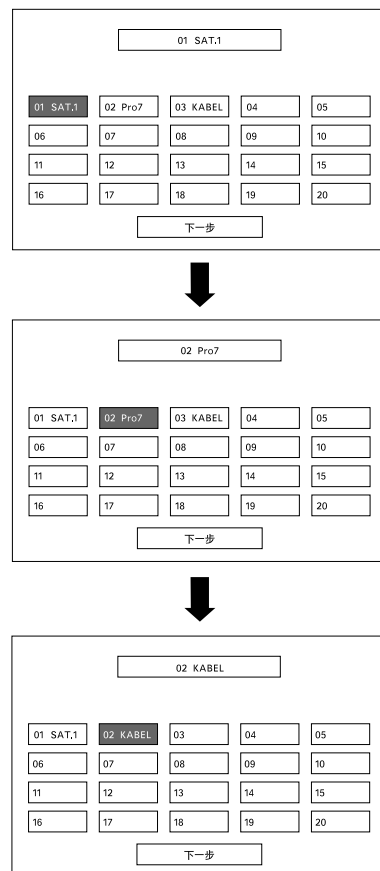 01 SAT.1
01 SAT.1 02 Pro7 03 KABEL 04 05
06 07 08 09 10
11 12 13 14 15
16 17 18 19 20
下一步
02 Pro7
01 SAT.1 02 Pro7 03 KABEL 04 05
06 07 08 09 10
11 12 13 14 15
16 17 18 19 20
下一步
02 KABEL
01 SAT.1 02 KABEL 03 04 05
06 07 08 09 10
11 12 13 14 15
16 17 18 19 20
下一步